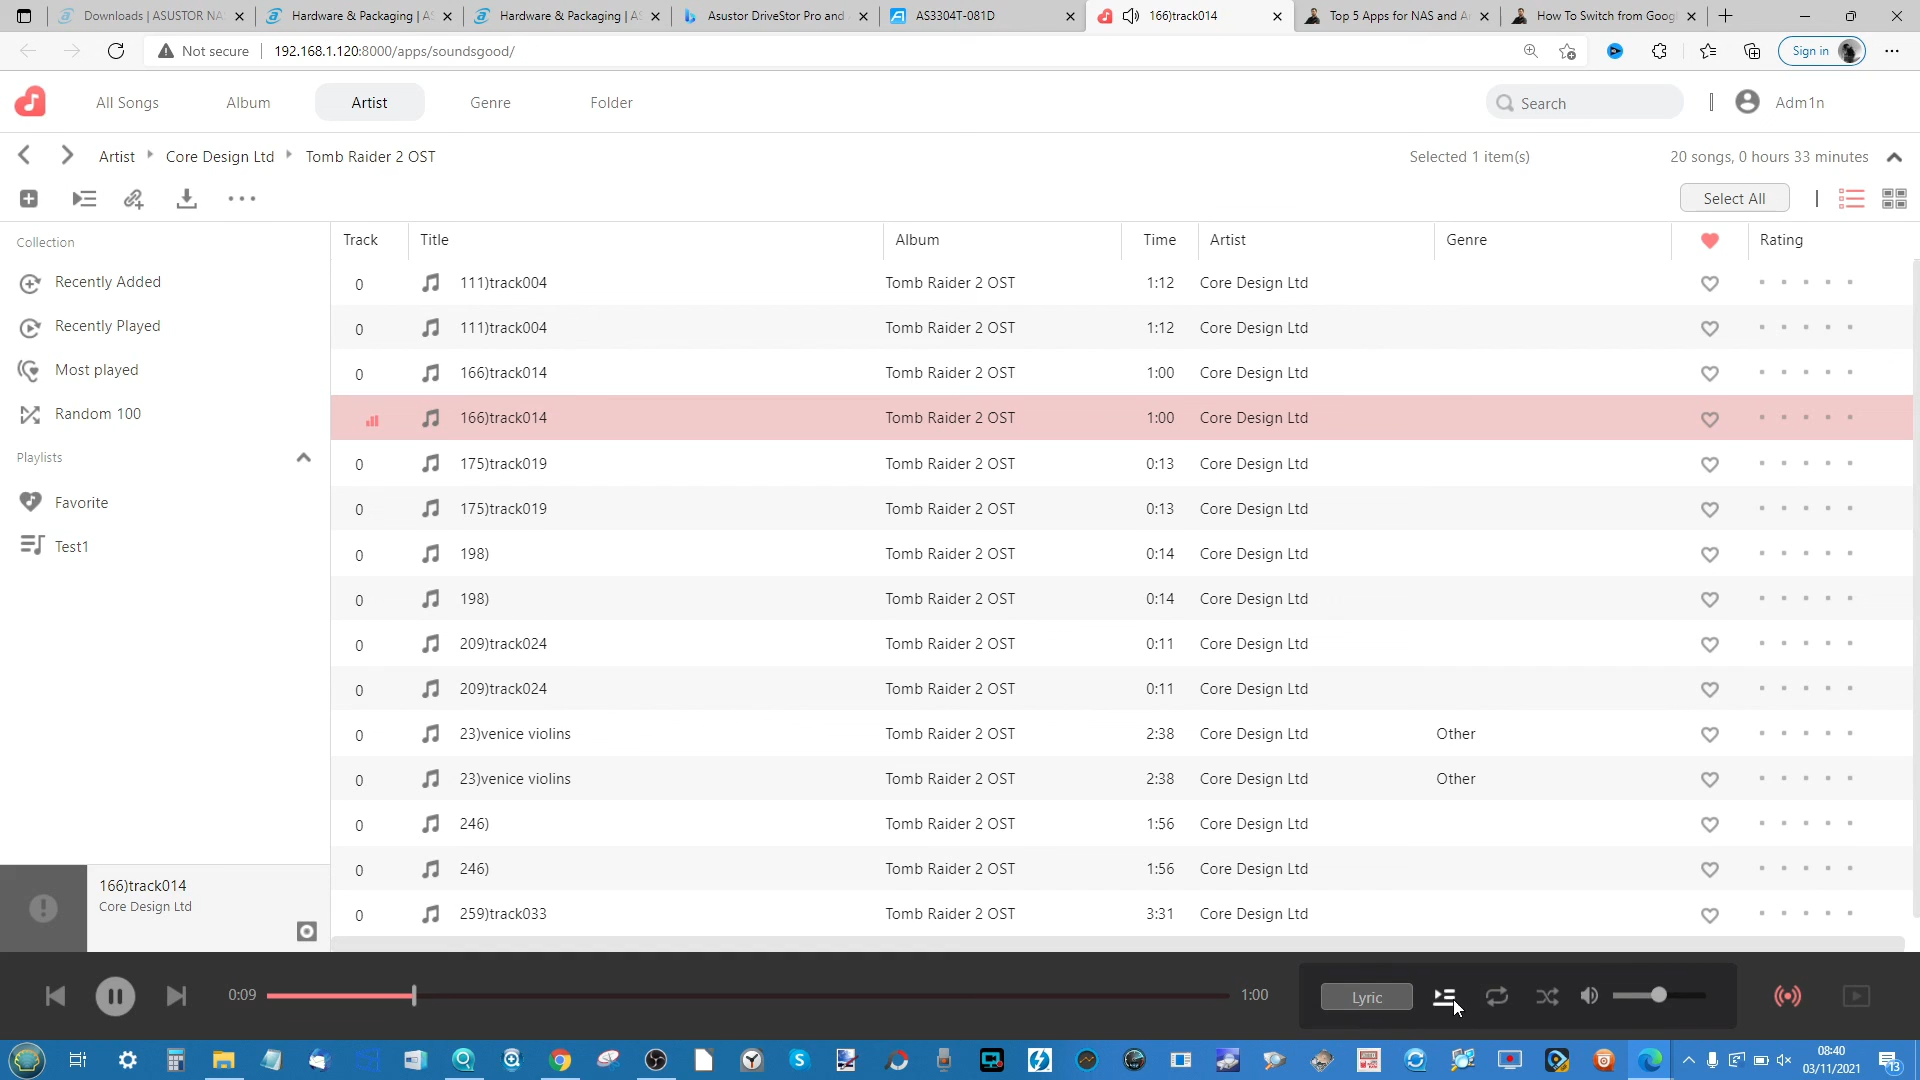 Downloads | ASUSTOR NA
Hardware & Packaging | AS
Hardware & Packaging | AS
Asustor DriveStor Pro and
AS3304T-081D
166)track014
Top 5 Apps for NAS and A
How To Switch from Goog
Not secure
192.168.1.120:8000/apps/soundsgood/
Sign in
All Songs
Album
Artist
Genre
Folder
Search
Adm1n
Artist
Core Design Ltd
Tomb Raider 2 OST
Selected 1 item(s)
20 songs, 0 hours 33 minutes
Select All
Collection
Recently Added
Recently Played
Most played
Random 100
Playlists
Favorite
Test1
Track Title Album Time Artist Genre Rating
0 111)track004 Tomb Raider 2 OST 1:12 Core Design Ltd
0 111)track004 Tomb Raider 2 OST 1:12 Core Design Ltd
0 166)track014 Tomb Raider 2 OST 1:00 Core Design Ltd
166)track014 Tomb Raider 2 OST 1:00 Core Design Ltd
0 175)track019 Tomb Raider 2 OST 0:13 Core Design Ltd
0 175)track019 Tomb Raider 2 OST 0:13 Core Design Ltd
0 198) Tomb Raider 2 OST 0:14 Core Design Ltd
0 198) Tomb Raider 2 OST 0:14 Core Design Ltd
0 209)track024 Tomb Raider 2 OST 0:11 Core Design Ltd
0 209)track024 Tomb Raider 2 OST 0:11 Core Design Ltd
0 23)venice violins Tomb Raider 2 OST 2:38 Core Design Ltd Other
0 23)venice violins Tomb Raider 2 OST 2:38 Core Design Ltd Other
0 246) Tomb Raider 2 OST 1:56 Core Design Ltd
0 246) Tomb Raider 2 OST 1:56 Core Design Ltd
0 259)track033 Tomb Raider 2 OST 3:31 Core Design Ltd
166)track014
Core Design Ltd
0:09
1:00
Lyric
08:40
03/11/2021
13